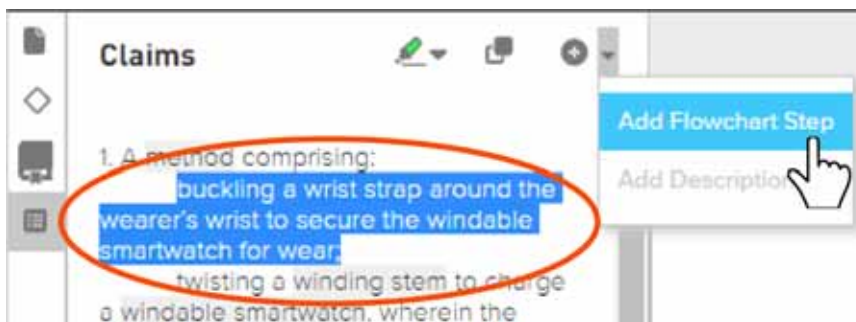 Claims
Add Flowchart Step
Add Description
1. A method comprising:
buckling a wrist strap around the
wearer's wrist to secure the windable
smartwatch for wear;
twisting a winding stem to charge
a windable smartwatch, wherein the